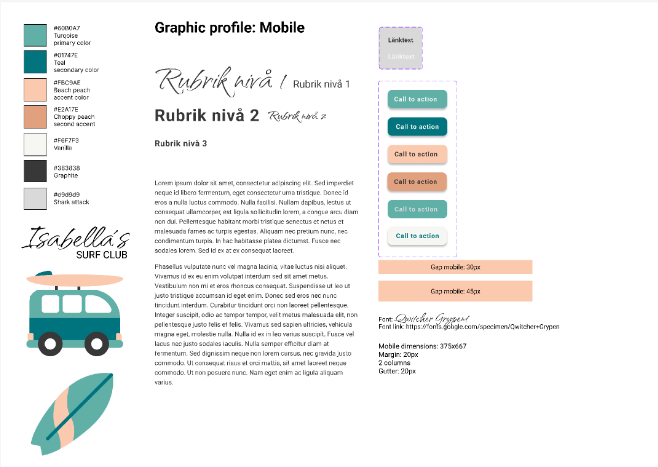 Graphic profile: Mobile
#60B0A7
Turqoise
primary color
#01747E
Teal
secondary color
#FBC9AE
Beach peach
accent color
#E2A17E
Choppy peach
second accent
#F6F7F2
Vanilla
#383838
Graphite
#d9d9d9
Shark attack
Isabella's
SURF CLUB
Rubrik nivå 1 Rubrik nivå 1
Rubrik nivå 2 Rubrik nivå 2
Rubrik nivå 3
Lorem ipsum dolor sit amet, consectetur adipiscing elit. Sed imperdiet
neque id libero fermentum, eget consectetur urna tristique. Donec id
eros a nulla luctus commodo. Nulla facilisi. Nullam dapibus, lectus ut
consequat ullamcorper, est ligula sollicitudin lorem, a congue arcu diam
non dui. Pellentesque habitant morbi tristique senectus et netus et
malesuada fames ac turpis egestas. Aliquam nec pretium nunc, nec
condimentum turpis. In hac habitasse platea dictumst. Fusce nec
sodales lorem. Sed id ex et ex consequat laoreet.
Phasellus vulputate nunc vel magna lacinia, vitae luctus nisi aliquet.
Vivamus id ex eu enim volutpat interdum sed sit amet metus.
Vestibulum non mi et eros rhoncus consequat. Suspendisse ut leo ut
justo tristique accumsan id eget enim. Donec sed eros nec nunc
tincidunt interdum. Curabitur tincidunt orci non laoreet pellentesque.
Integer suscipit, odio ac tempor tempor, velit metus malesuada elit, non
pellentesque justo felis et felis. Vivamus sed sapien ultricies, vehicula
magna eget, molestie nulla. Nulla id ex in leo varius suscipit. Fusce vel
lacus nec justo sodales iaculis. Nulla semper efficitur diam at
fermentum. Sed dignissim neque non lorem cursus, nec gravida justo
commodo. Ut consequat risus et orci mattis, sit amet luctus ligula
commodo. Ut non posuere nunc. Nam eget enim ac ligula aliquam
varius.
Länktext
Länktext
Call to action
Call to action
Call to action
Call to action
Call to action
Call to action
Gap mobile: 30px
Gap mobile: 45px
Font: Qwitcher Grypen
Font link: https://fonts.google.com/specimen/Qwitcher+Grypen
Mobile dimensions: 375x667
Margin: 20px
2 columns
Gutter: 20px